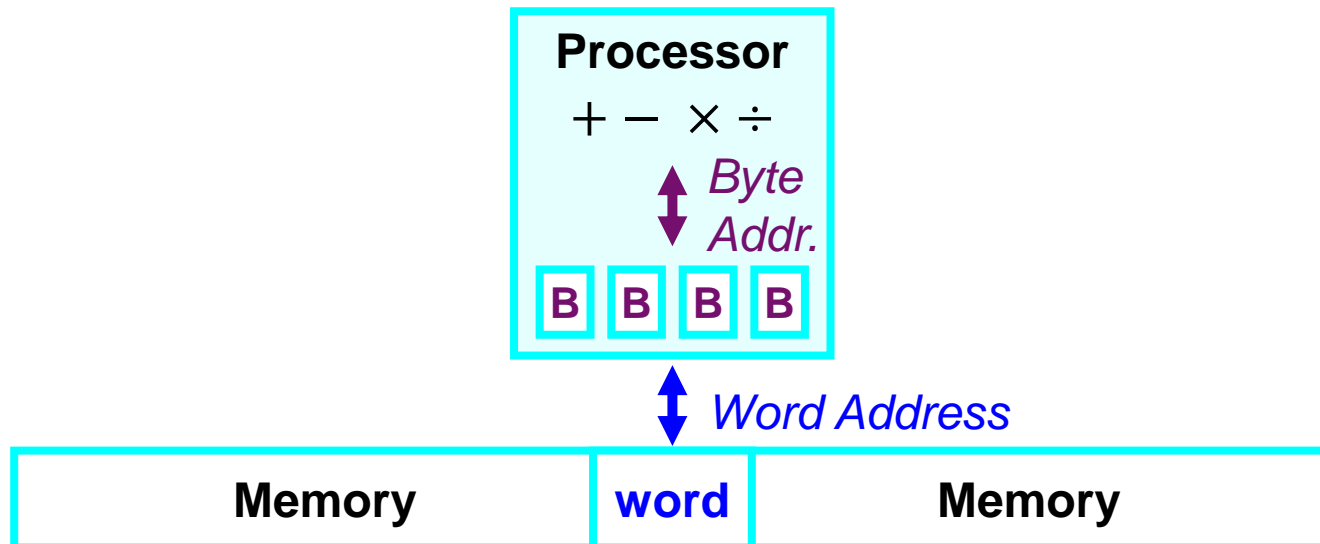 Processor
+ − × ÷
Byte
Addr.
B B B B
Word Address
Memory word Memory